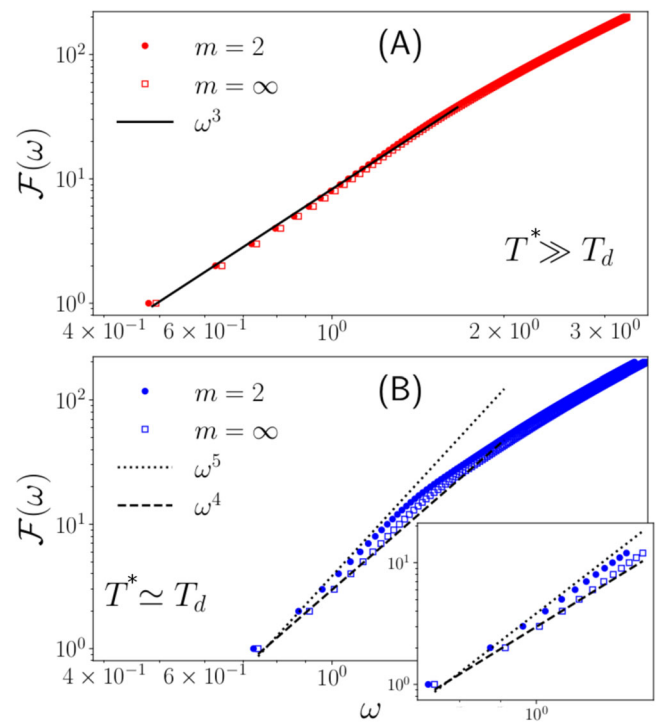 (A)
m = 2
m = ∞
ω³
10²
10¹
10⁰
F(ω)
T* ≫ T_d
4 × 10⁻¹ 6 × 10⁻¹ 10⁰ 2 × 10⁰ 3 × 10⁰
(B)
m = 2
m = ∞
ω⁵
ω⁴
10²
10¹
10⁰
F(ω)
T* ≃ T_d
10¹
10⁰
10⁰
4 × 10⁻¹ 6 × 10⁻¹ 10⁰
ω